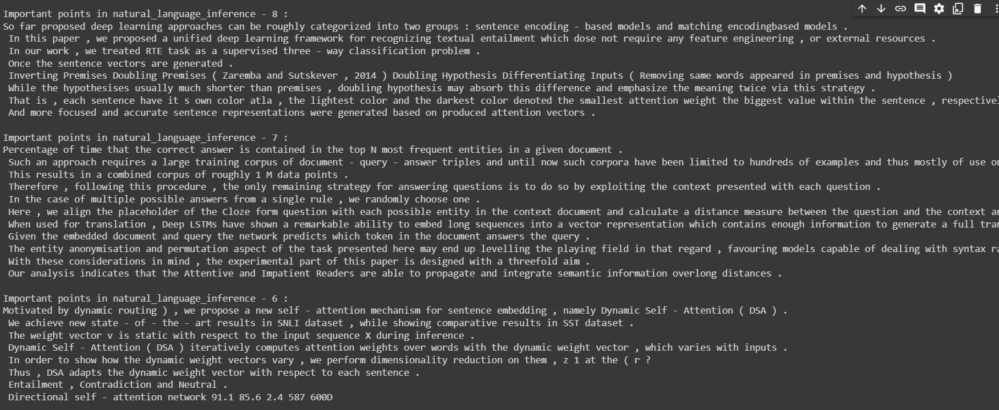 Important points in natural_language_inference - 8 :
So far proposed deep learning approaches can be roughly categorized into two groups : sentence encoding - based models and matching encodingbased models .
In this paper , we proposed a unified deep learning framework for recognizing textual entailment which dose not require any feature engineering , or external resources .
In our work , we treated RTE task as a supervised three - way classification problem .
Once the sentence vectors are generated .
Inverting Premises Doubling Premises ( Zaremba and Sutskever , 2014 ) Doubling Hypothesis Differentiating Inputs ( Removing same words appeared in premises and hypothesis )
While the hypothesises usually much shorter than premises , doubling hypothesis may absorb this difference and emphasize the meaning twice via this strategy .
That is , each sentence have it s own color atla , the lightest color and the darkest color denoted the smallest attention weight the biggest value within the sentence , respectivel
And more focused and accurate sentence representations were generated based on produced attention vectors .
Important points in natural_language_inference - 7 :
Percentage of time that the correct answer is contained in the top N most frequent entities in a given document .
Such an approach requires a large training corpus of document - query - answer triples and until now such corpora have been limited to hundreds of examples and thus mostly of use on
This results in a combined corpus of roughly 1 M data points .
Therefore , following this procedure , the only remaining strategy for answering questions is to do so by exploiting the context presented with each question .
In the case of multiple possible answers from a single rule , we randomly choose one .
Here , we align the placeholder of the Cloze form question with each possible entity in the context document and calculate a distance measure between the question and the context an
When used for translation , Deep LSTMs have shown a remarkable ability to embed long sequences into a vector representation which contains enough information to generate a full tran
Given the embedded document and query the network predicts which token in the document answers the query .
The entity anonymisation and permutation aspect of the task presented here may end up levelling the playing field in that regard , favouring models capable of dealing with syntax ra
With these considerations in mind , the experimental part of this paper is designed with a threefold aim .
Our analysis indicates that the Attentive and Impatient Readers are able to propagate and integrate semantic information overlong distances .
Important points in natural_language_inference - 6 :
Motivated by dynamic routing ) , we propose a new self - attention mechanism for sentence embedding , namely Dynamic Self - Attention ( DSA ) .
We achieve new state - of - the - art results in SNLI dataset , while showing comparative results in SST dataset .
The weight vector v is static with respect to the input sequence X during inference .
Dynamic Self - Attention ( DSA ) iteratively computes attention weights over words with the dynamic weight vector , which varies with inputs .
In order to show how the dynamic weight vectors vary , we perform dimensionality reduction on them , z 1 at the ( r ?
Thus , DSA adapts the dynamic weight vector with respect to each sentence .
Entailment , Contradiction and Neutral .
Directional self - attention network 91.1 85.6 2.4 587 600D